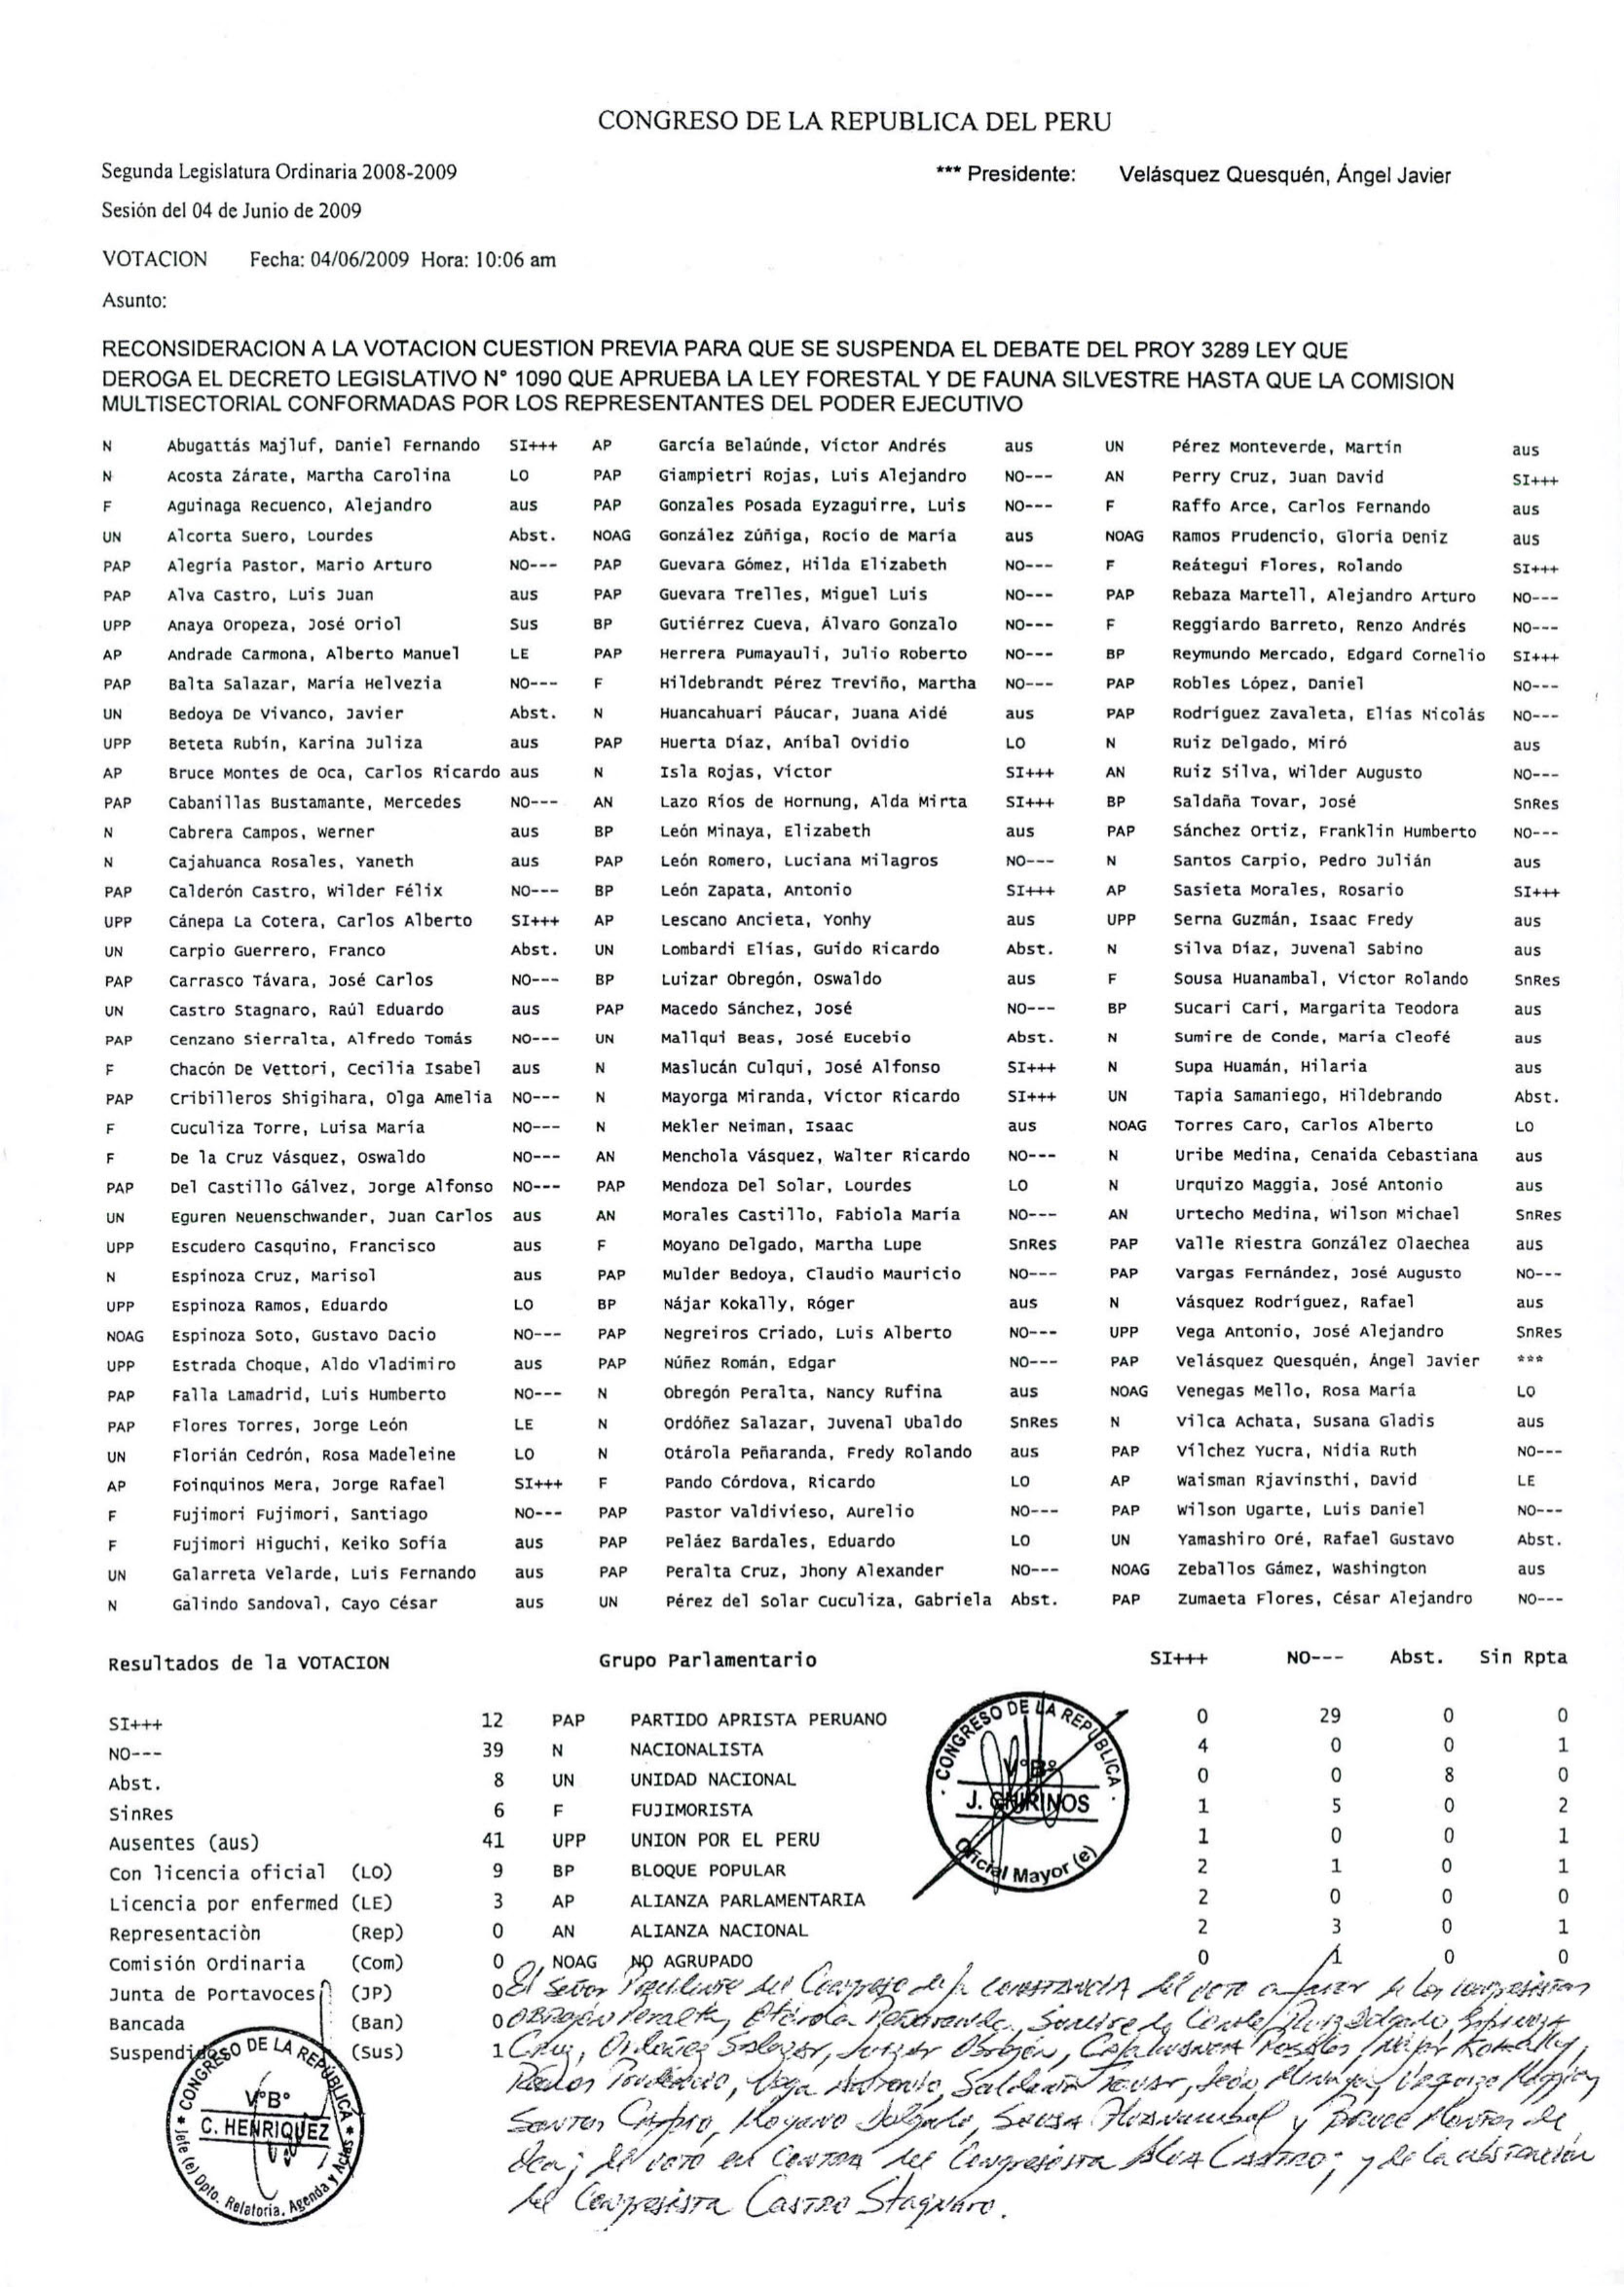 CONGRESO DE LA REPUBLICA DEL PERU
Segunda Legislatura Ordinaria 2008-2009 *** Presidente: Velásquez Quesquén, Ángel Javier
Sesión del 04 de Junio de 2009
VOTACION Fecha: 04/06/2009 Hora: 10:06 am
Asunto:
RECONSIDERACION A LA VOTACION CUESTION PREVIA PARA QUE SE SUSPENDA EL DEBATE DEL PROY 3289 LEY QUE
DEROGA EL DECRETO LEGISLATIVO N° 1090 QUE APRUEBA LA LEY FORESTAL Y DE FAUNA SILVESTRE HASTA QUE LA COMISION
MULTISECTORIAL CONFORMADAS POR LOS REPRESENTANTES DEL PODER EJECUTIVO
N Abugattás Majluf, Daniel Fernando SI+++ AP García Belaúnde, Víctor Andrés aus UN Pérez Monteverde, Martín aus
N Acosta Zárate, Martha Carolina LO PAP Giampietri Rojas, Luis Alejandro NO--- AN Perry Cruz, Juan David SI+++
F Aguinaga Recuenco, Alejandro aus PAP Gonzales Posada Eyzaguirre, Luis NO--- F Raffo Arce, Carlos Fernando aus
UN Alcorta Suero, Lourdes Abst. NOAG González Zúñiga, Rocío de María aus NOAG Ramos Prudencio, Gloria Deniz aus
PAP Alegría Pastor, Mario Arturo NO--- PAP Guevara Gómez, Hilda Elizabeth NO--- F Reátegui Flores, Rolando SI+++
PAP Alva Castro, Luis Juan aus PAP Guevara Trelles, Miguel Luis NO--- PAP Rebaza Martell, Alejandro Arturo NO---
UPP Anaya Oropeza, José Oriol Sus BP Gutiérrez Cueva, Álvaro Gonzalo NO--- F Reggiardo Barreto, Renzo Andrés NO---
AP Andrade Carmona, Alberto Manuel LE PAP Herrera Pumayauli, Julio Roberto NO--- BP Reymundo Mercado, Edgard Cornelio SI+++
PAP Balta Salazar, María Helvezia NO--- F Hildebrandt Pérez Treviño, Martha NO--- PAP Robles López, Daniel NO---
UN Bedoya De Vivanco, Javier Abst. N Huancahuari Páucar, Juana Aidé aus PAP Rodríguez Zavaleta, Elías Nicolás NO---
UPP Beteta Rubín, Karina Juliza aus PAP Huerta Díaz, Aníbal Ovidio LO N Ruiz Delgado, Miró aus
AP Bruce Montes de Oca, Carlos Ricardo aus N Isla Rojas, Víctor SI+++ AN Ruiz Silva, Wilder Augusto NO---
PAP Cabanillas Bustamante, Mercedes NO--- AN Lazo Ríos de Hornung, Alda Mirta SI+++ BP Saldaña Tovar, José SnRes
N Cabrera Campos, Werner aus BP León Minaya, Elizabeth aus PAP Sánchez Ortiz, Franklin Humberto NO---
N Cajahuanca Rosales, Yaneth aus PAP León Romero, Luciana Milagros NO--- N Santos Carpio, Pedro Julián aus
PAP Calderón Castro, Wilder Félix NO--- BP León Zapata, Antonio SI+++ AP Sasieta Morales, Rosario SI+++
UPP Cánepa La Cotera, Carlos Alberto SI+++ AP Lescano Ancieta, Yonhy aus UPP Serna Guzmán, Isaac Fredy aus
UN Carpio Guerrero, Franco Abst. UN Lombardi Elías, Guido Ricardo Abst. N Silva Díaz, Juvenal Sabino aus
PAP Carrasco Távara, José Carlos NO--- BP Luizar Obregón, Oswaldo aus F Sousa Huanambal, Víctor Rolando SnRes
UN Castro Stagnaro, Raúl Eduardo aus PAP Macedo Sánchez, José NO--- BP Sucari Cari, Margarita Teodora aus
PAP Cenzano Sierralta, Alfredo Tomás NO--- UN Mallqui Beas, José Eucebio Abst. N Sumire de Conde, María Cleofé aus
F Chacón De Vettori, Cecilia Isabel aus N Maslucán Culqui, José Alfonso SI+++ N Supa Huamán, Hilaria aus
PAP Cribilleros Shigihara, Olga Amelia NO--- N Mayorga Miranda, Víctor Ricardo SI+++ UN Tapia Samaniego, Hildebrando Abst.
F Cuculiza Torre, Luisa María NO--- N Mekler Neiman, Isaac aus NOAG Torres Caro, Carlos Alberto LO
F De la Cruz Vásquez, Oswaldo NO--- AN Menchola Vásquez, Walter Ricardo NO--- N Uribe Medina, Cenaida Cebastiana aus
PAP Del Castillo Gálvez, Jorge Alfonso NO--- PAP Mendoza Del Solar, Lourdes LO N Urquizo Maggia, José Antonio aus
UN Eguren Neuenschwander, Juan Carlos aus AN Morales Castillo, Fabiola María NO--- AN Urtecho Medina, Wilson Michael SnRes
UPP Escudero Casquino, Francisco aus F Moyano Delgado, Martha Lupe SnRes PAP Valle Riestra González Olaechea aus
N Espinoza Cruz, Marisol aus PAP Mulder Bedoya, Claudio Mauricio NO--- PAP Vargas Fernández, José Augusto NO---
UPP Espinoza Ramos, Eduardo LO BP Nájar Kokally, Róger aus N Vásquez Rodríguez, Rafael aus
NOAG Espinoza Soto, Gustavo Dacio NO--- PAP Negreiros Criado, Luis Alberto NO--- UPP Vega Antonio, José Alejandro SnRes
UPP Estrada Choque, Aldo Vladimiro aus PAP Núñez Román, Edgar NO--- PAP Velásquez Quesquén, Ángel Javier ***
PAP Falla Lamadrid, Luis Humberto NO--- N Obregón Peralta, Nancy Rufina aus NOAG Venegas Mello, Rosa María LO
PAP Flores Torres, Jorge León LE N Ordóñez Salazar, Juvenal Ubaldo SnRes N Vilca Achata, Susana Gladis aus
UN Florián Cedrón, Rosa Madeleine LO N Otárola Peñaranda, Fredy Rolando aus PAP Vílchez Yucra, Nidia Ruth NO---
AP Foinquinos Mera, Jorge Rafael SI+++ F Pando Córdova, Ricardo LO AP Waisman Rjavinsthi, David LE
F Fujimori Fujimori, Santiago NO--- PAP Pastor Valdivieso, Aurelio NO--- PAP Wilson Ugarte, Luis Daniel NO---
F Fujimori Higuchi, Keiko Sofía aus PAP Peláez Bardales, Eduardo LO UN Yamashiro Oré, Rafael Gustavo Abst.
UN Galarreta Velarde, Luis Fernando aus PAP Peralta Cruz, Jhony Alexander NO--- NOAG Zeballos Gámez, Washington aus
N Galindo Sandoval, Cayo César aus UN Pérez del Solar Cuculiza, Gabriela Abst. PAP Zumaeta Flores, César Alejandro NO---
Resultados de la VOTACION Grupo Parlamentario SI+++ NO--- Abst. Sin Rpta
SI+++ 12 PAP PARTIDO APRISTA PERUANO 0 29 0 0
NO--- 39 N NACIONALISTA 4 0 0 1
Abst. 8 UN UNIDAD NACIONAL 0 0 8 0
SinRes 6 F FUJIMORISTA 1 5 0 2
Ausentes (aus) 41 UPP UNION POR EL PERU 1 0 0 1
Con licencia oficial (LO) 9 BP BLOQUE POPULAR 2 1 0 1
Licencia por enfermed (LE) 3 AP ALIANZA PARLAMENTARIA 2 0 0 0
Representaciòn (Rep) 0 AN ALIANZA NACIONAL 2 3 0 1
Comisión Ordinaria (Com) 0 NOAG NO AGRUPADO 0 1 0 0
Junta de Portavoces (JP) 0
Bancada (Ban) 0
Suspendidos (Sus) 1
CONGRESO DE LA REPUBLICA
V°B°
J. CHIRINOS
Oficial Mayor (e)
El Señor Presidente del Congreso deja constancia del voto a favor de los congresistas
Obregón Peralta, Otárola Peñaranda, Sumire de Conde, Ruiz Delgado, Espinoza
Cruz, Ordóñez Salazar, Luizar Obregón, Cajahuanca Rosales, Nájar Kokally,
Ramos Prudencio, Vega Antonio, Saldaña Tovar, León Minaya, Urquizo Maggia,
Santos Carpio, Moyano Delgado, Sousa Huanambal y Bruce Montes de
Oca; del voto en contra del Congresista Alva Castro; y de la abstención
del Congresista Castro Stagnaro.
CONGRESO DE LA REPÚBLICA
V°B°
C. HENRIQUEZ
Jefe (e) Dpto. Relatoría, Agenda y Actas